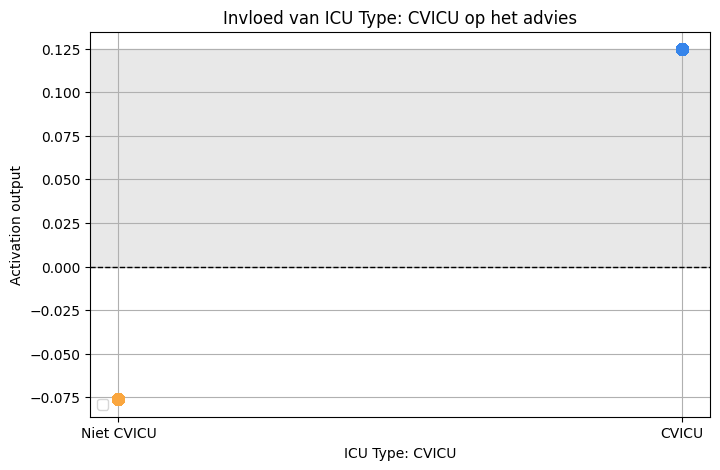 Invloed van ICU Type: CVICU op het advies
0.125
0.100
0.075
0.050
0.025
0.000
−0.025
−0.050
−0.075
Activation output
Niet CVICU
CVICU
ICU Type: CVICU